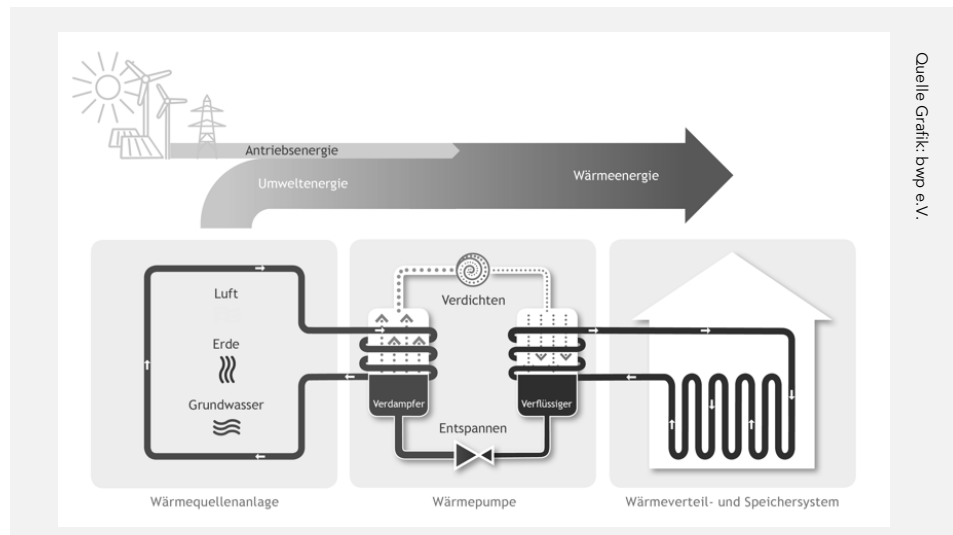 Antriebsenergie
Umweltenergie
Wärmeenergie
Luft
Erde
Grundwasser
Verdichten
Verdampfer
Verflüssiger
Entspannen
Wärmequellenanlage
Wärmepumpe
Wärmeverteil- und Speichersystem
Quelle Grafik: bwp e.V.